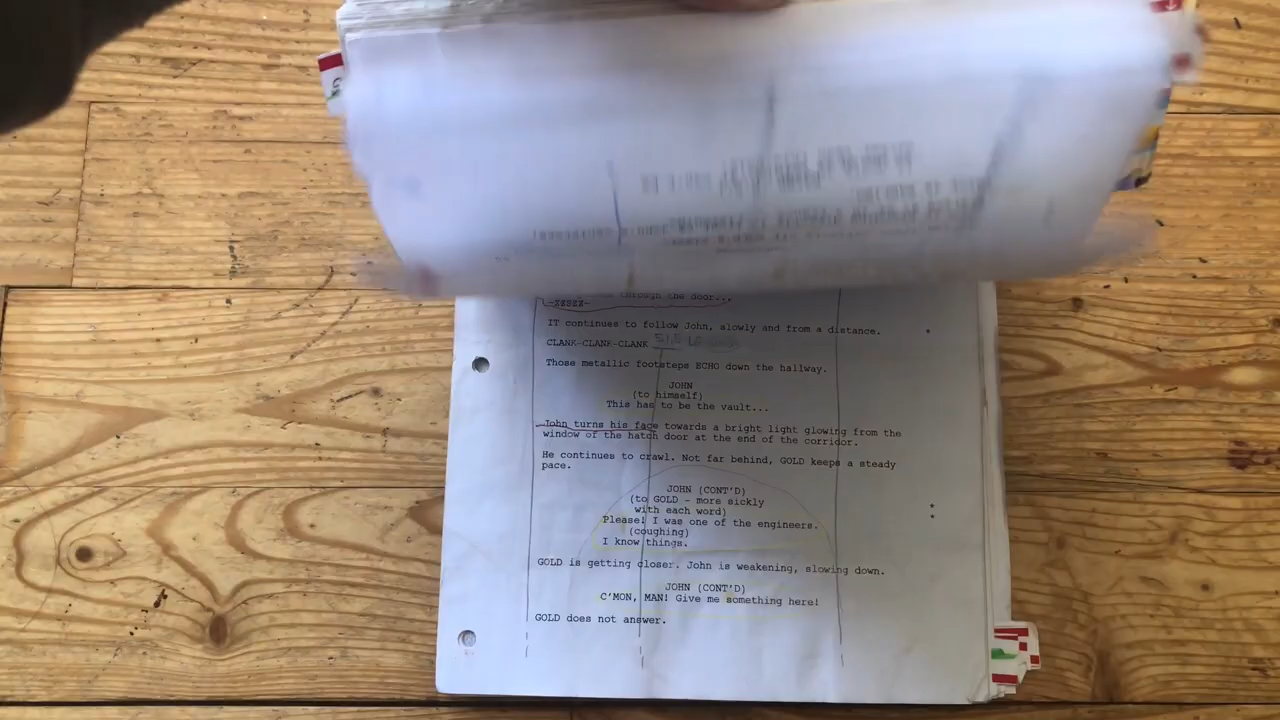 through the door...
IT continues to follow John, slowly and from a distance. *
CLANK-CLANK-CLANK
Those metallic footsteps ECHO down the hallway.
JOHN
(to himself)
This has to be the vault...
John turns his face towards a bright light glowing from the
window of the hatch door at the end of the corridor.
He continues to crawl. Not far behind, GOLD keeps a steady
pace.
JOHN (CONT'D)
(to GOLD - more sickly *
with each word) *
Please! I was one of the engineers.
(coughing)
I know things.
GOLD is getting closer. John is weakening, slowing down.
JOHN (CONT'D)
C'MON, MAN! Give me something here!
GOLD does not answer.